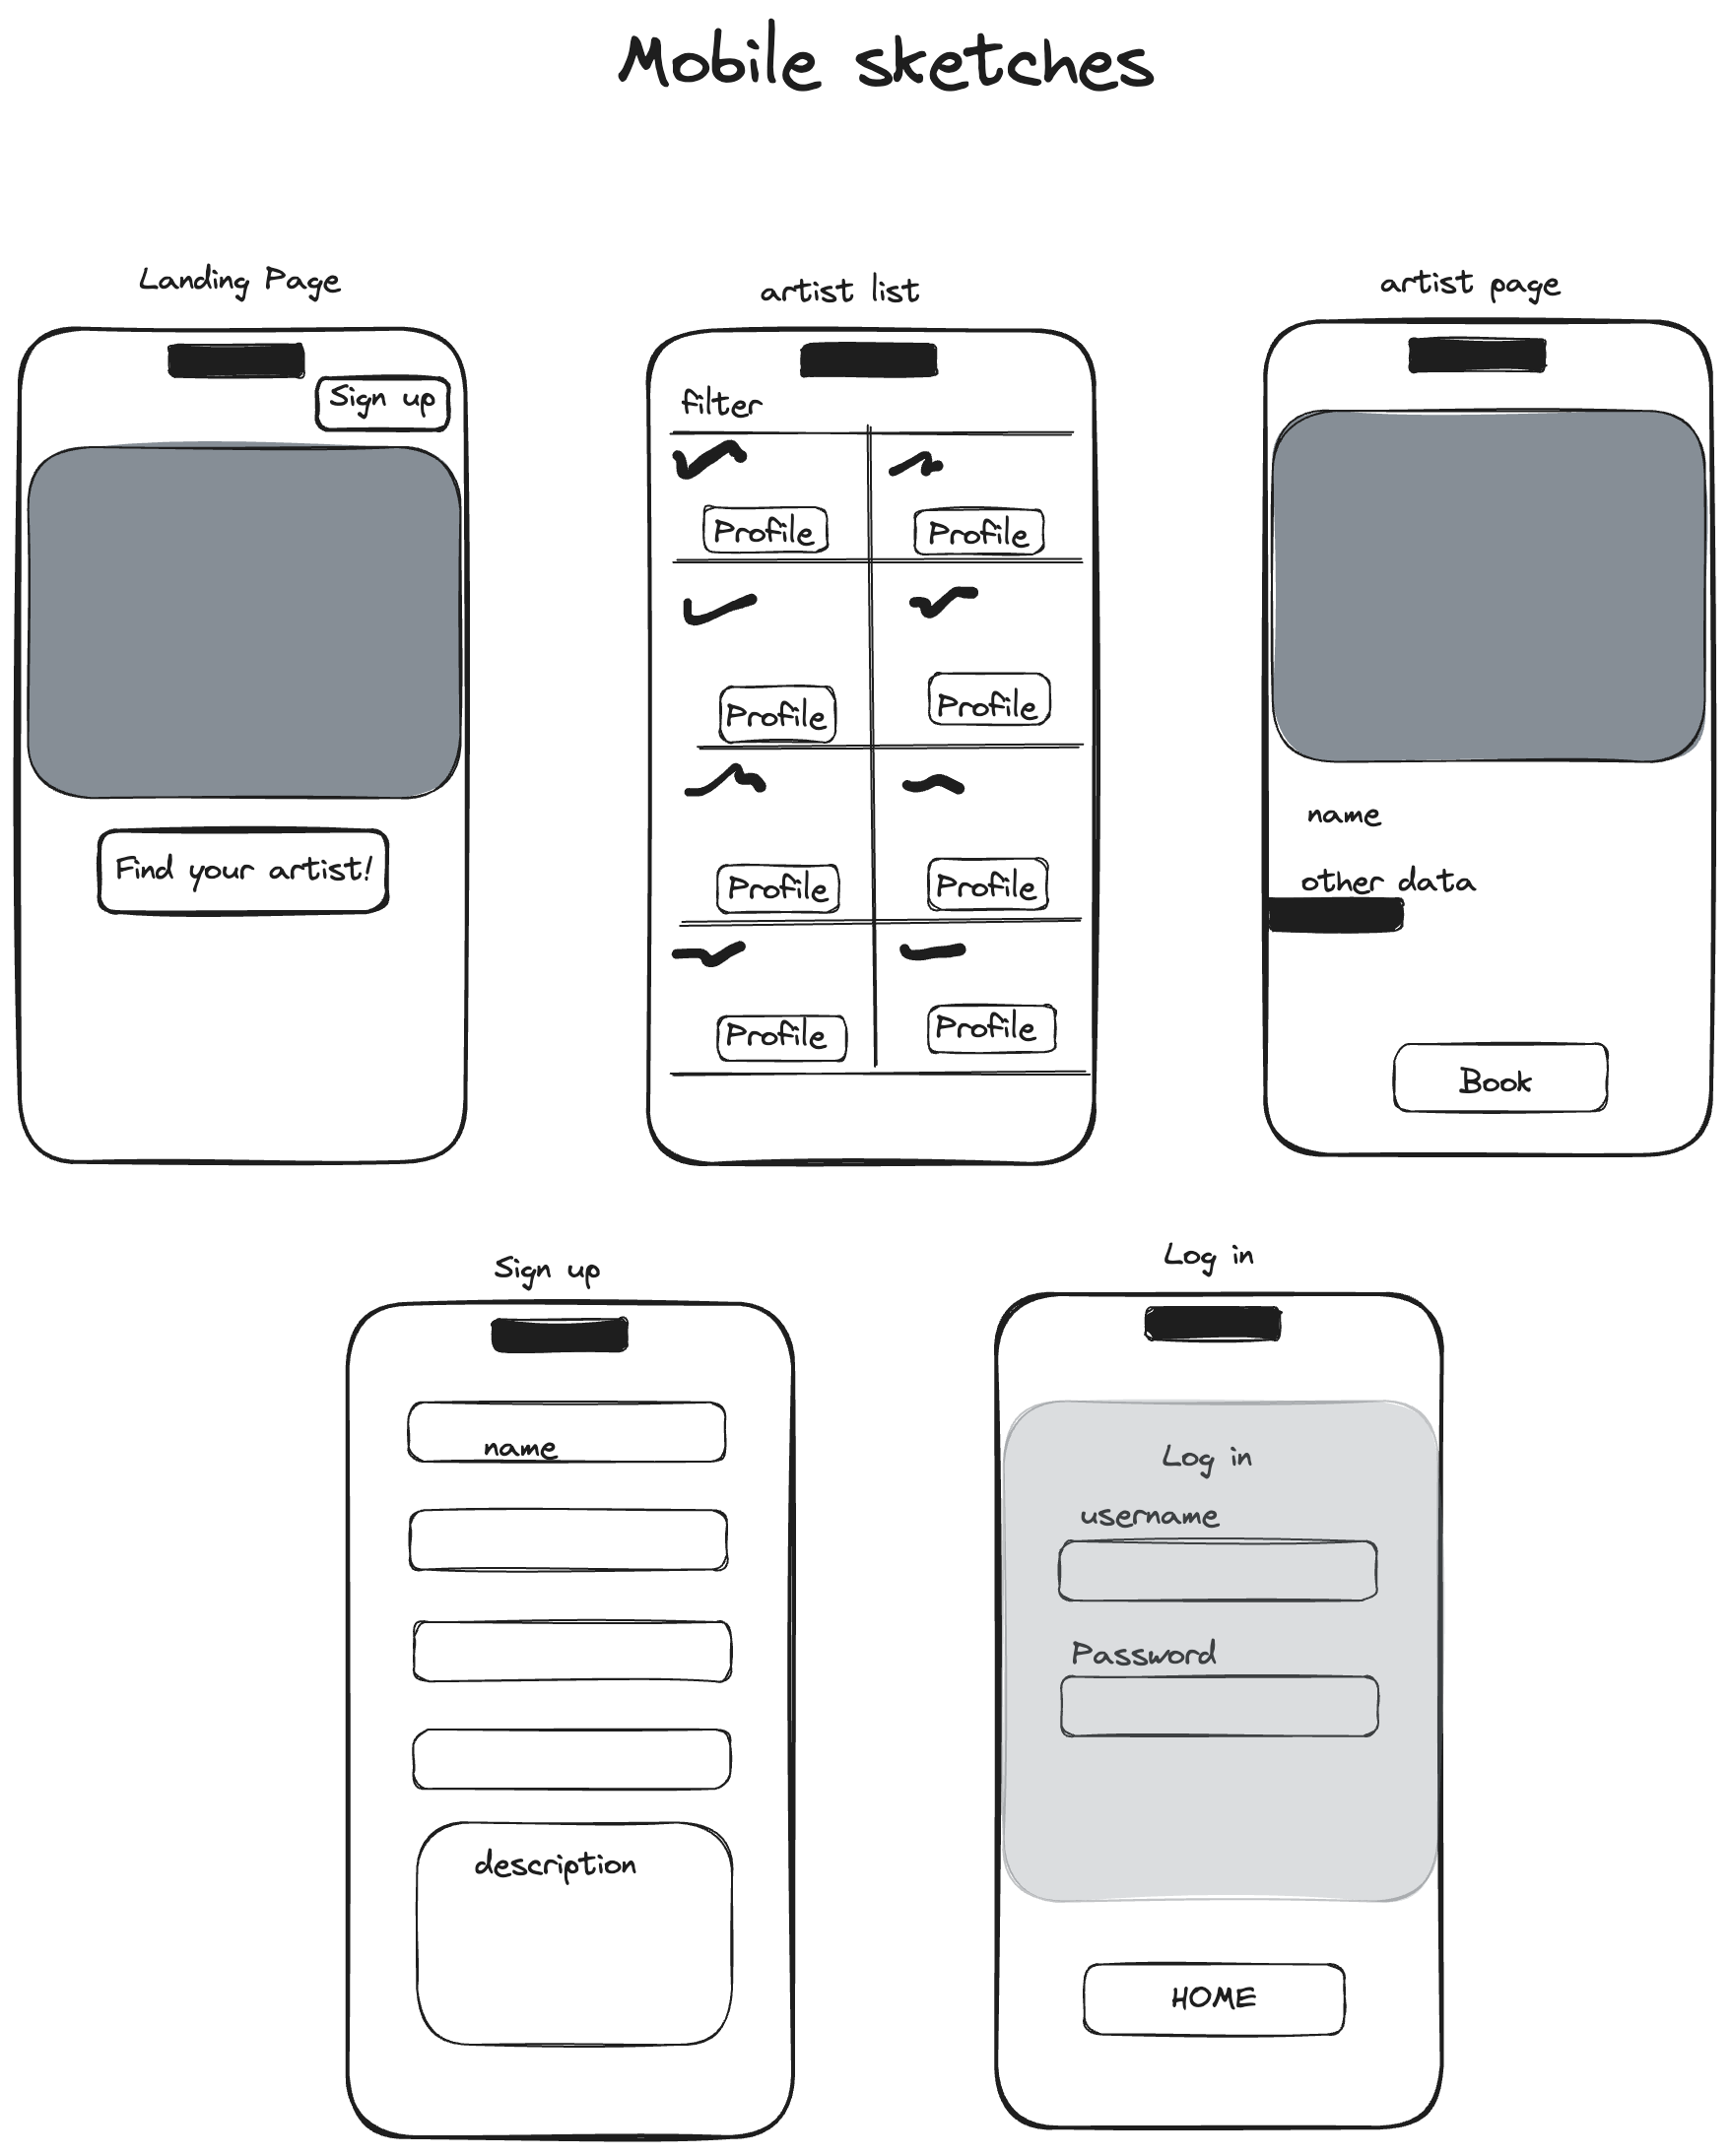 Mobile sketches
Landing Page
artist list
artist page
Sign up
Find your artist!
filter
Profile
Profile
Profile
Profile
Profile
Profile
Profile
Profile
name
other data
Book
Sign up
name
description
Log in
Log in
username
Password
HOME